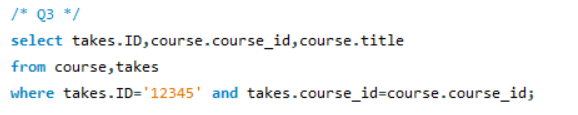 /* Q3 */
select takes.ID,course.course_id,course.title
from course,takes
where takes.ID='12345' and takes.course_id=course.course_id;